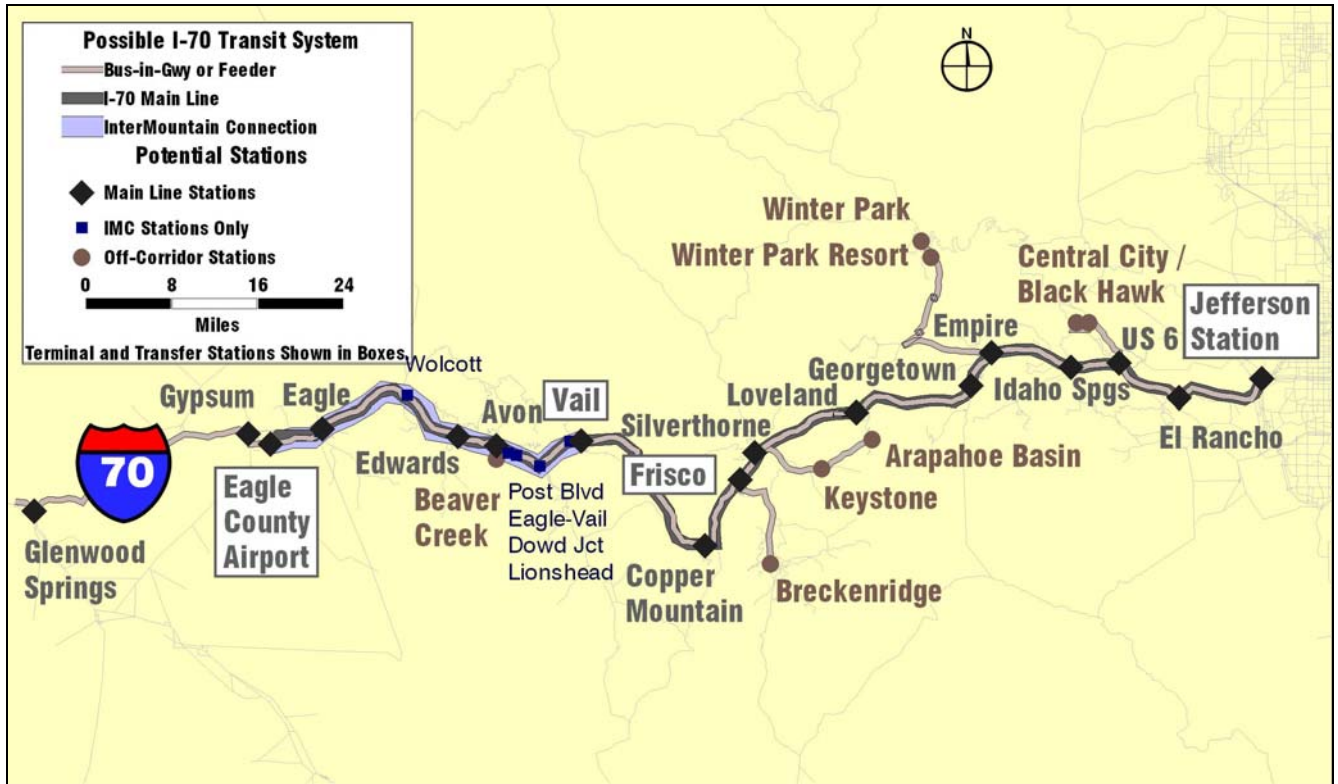 Possible I-70 Transit System
Bus-in-Gwy or Feeder
I-70 Main Line
InterMountain Connection
Potential Stations
Main Line Stations
IMC Stations Only
Off-Corridor Stations
0 8 16 24
Miles
Terminal and Transfer Stations Shown in Boxes
N
Winter Park
Winter Park Resort
Central City /
Black Hawk
Jefferson
Station
US 6
Empire
Georgetown
Idaho Spgs
El Rancho
Loveland
Silverthorne
Arapahoe Basin
Keystone
Frisco
Breckenridge
Copper
Mountain
Vail
Avon
Wolcott
Edwards
Beaver
Creek
Post Blvd
Eagle-Vail
Dowd Jct
Lionshead
Eagle
Gypsum
Eagle
County
Airport
70
Glenwood
Springs